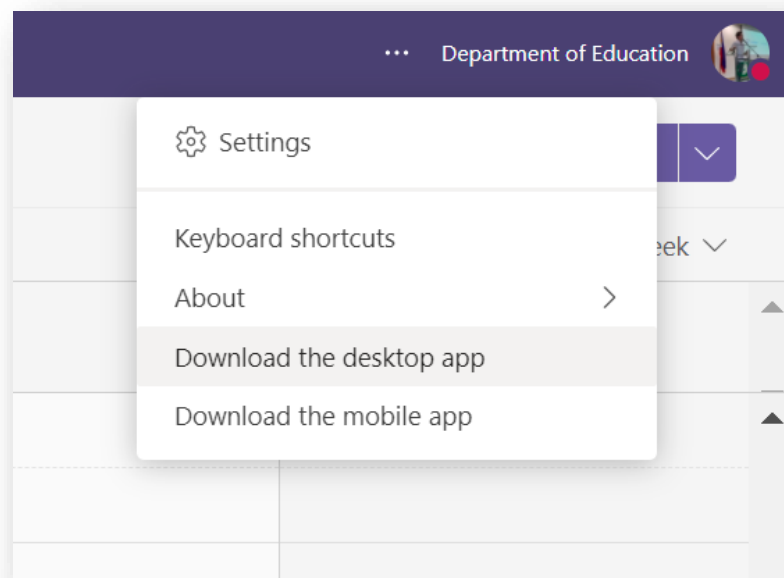 ... Department of Education
Settings
Keyboard shortcuts
eek
About
Download the desktop app
Download the mobile app